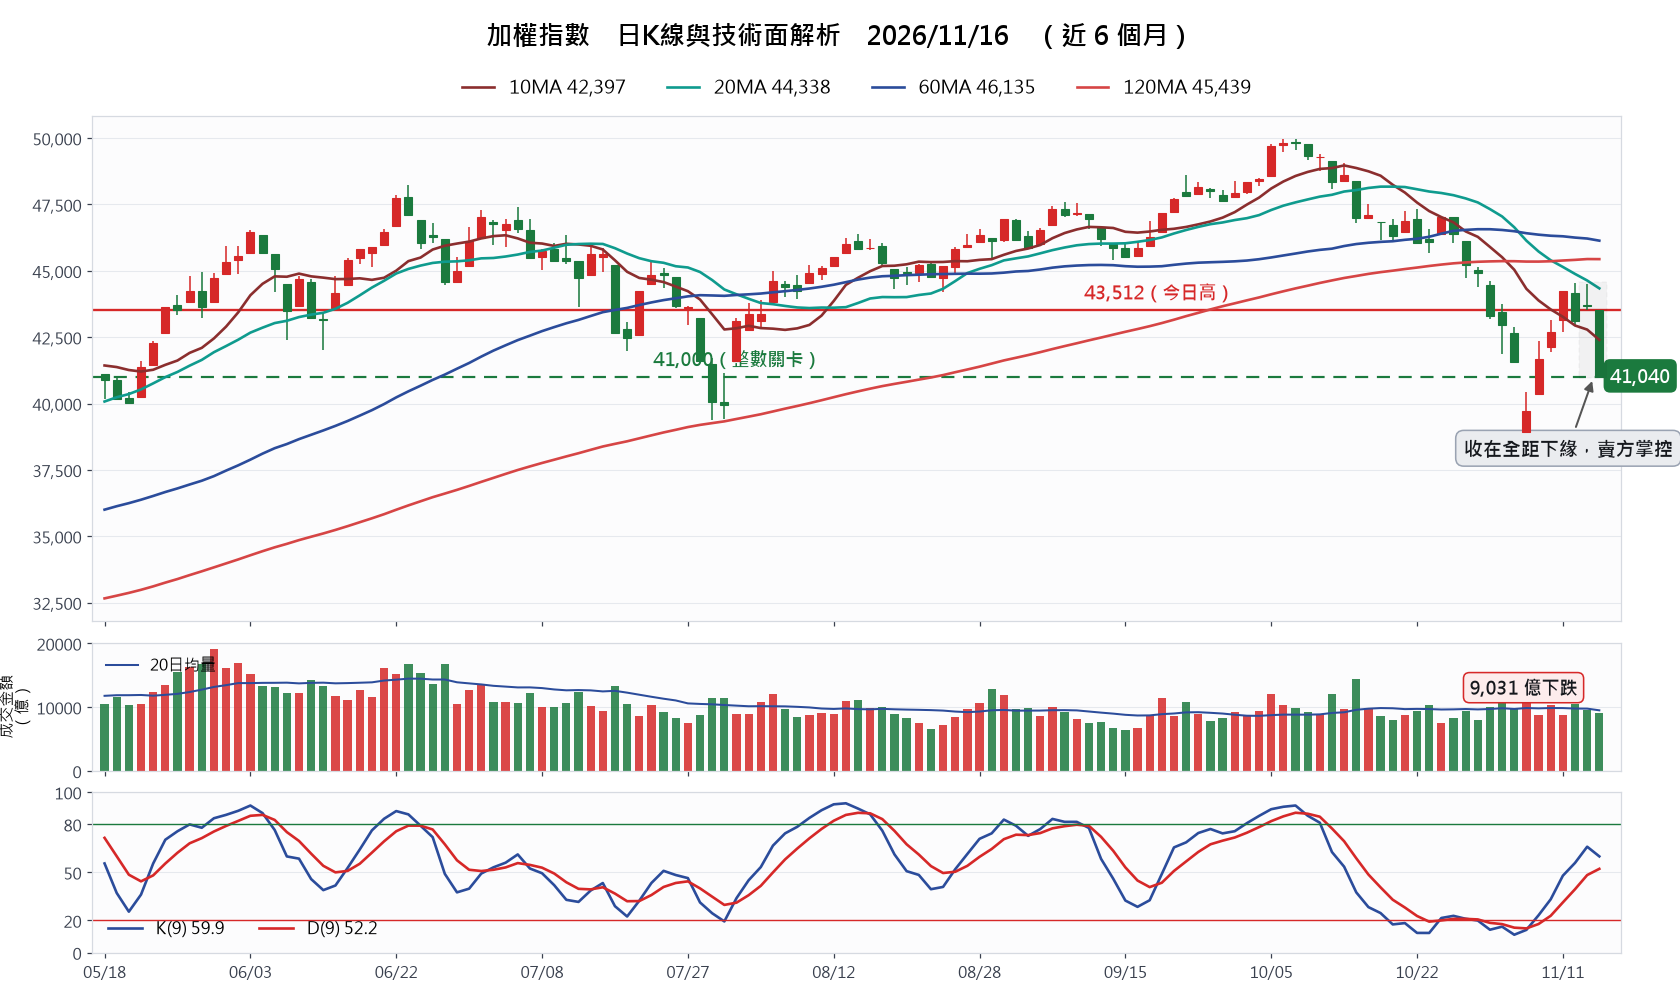 加權指數　日K線與技術面解析　2026/11/16　（近 6 個月）
10MA 42,397　20MA 44,338　60MA 46,135　120MA 45,439
50,000
47,500
45,000
42,500
40,000
37,500
35,000
32,500
43,512（今日高）
41,000（整數關卡）
41,040
收在全距下緣，賣方掌控
20000
10000
0
成交金額
（億）
20日均量
9,031 億下跌
100
80
50
20
0
K(9) 59.9　D(9) 52.2
05/18　06/03　06/22　07/08　07/27　08/12　08/28　09/15　10/05　10/22　11/11